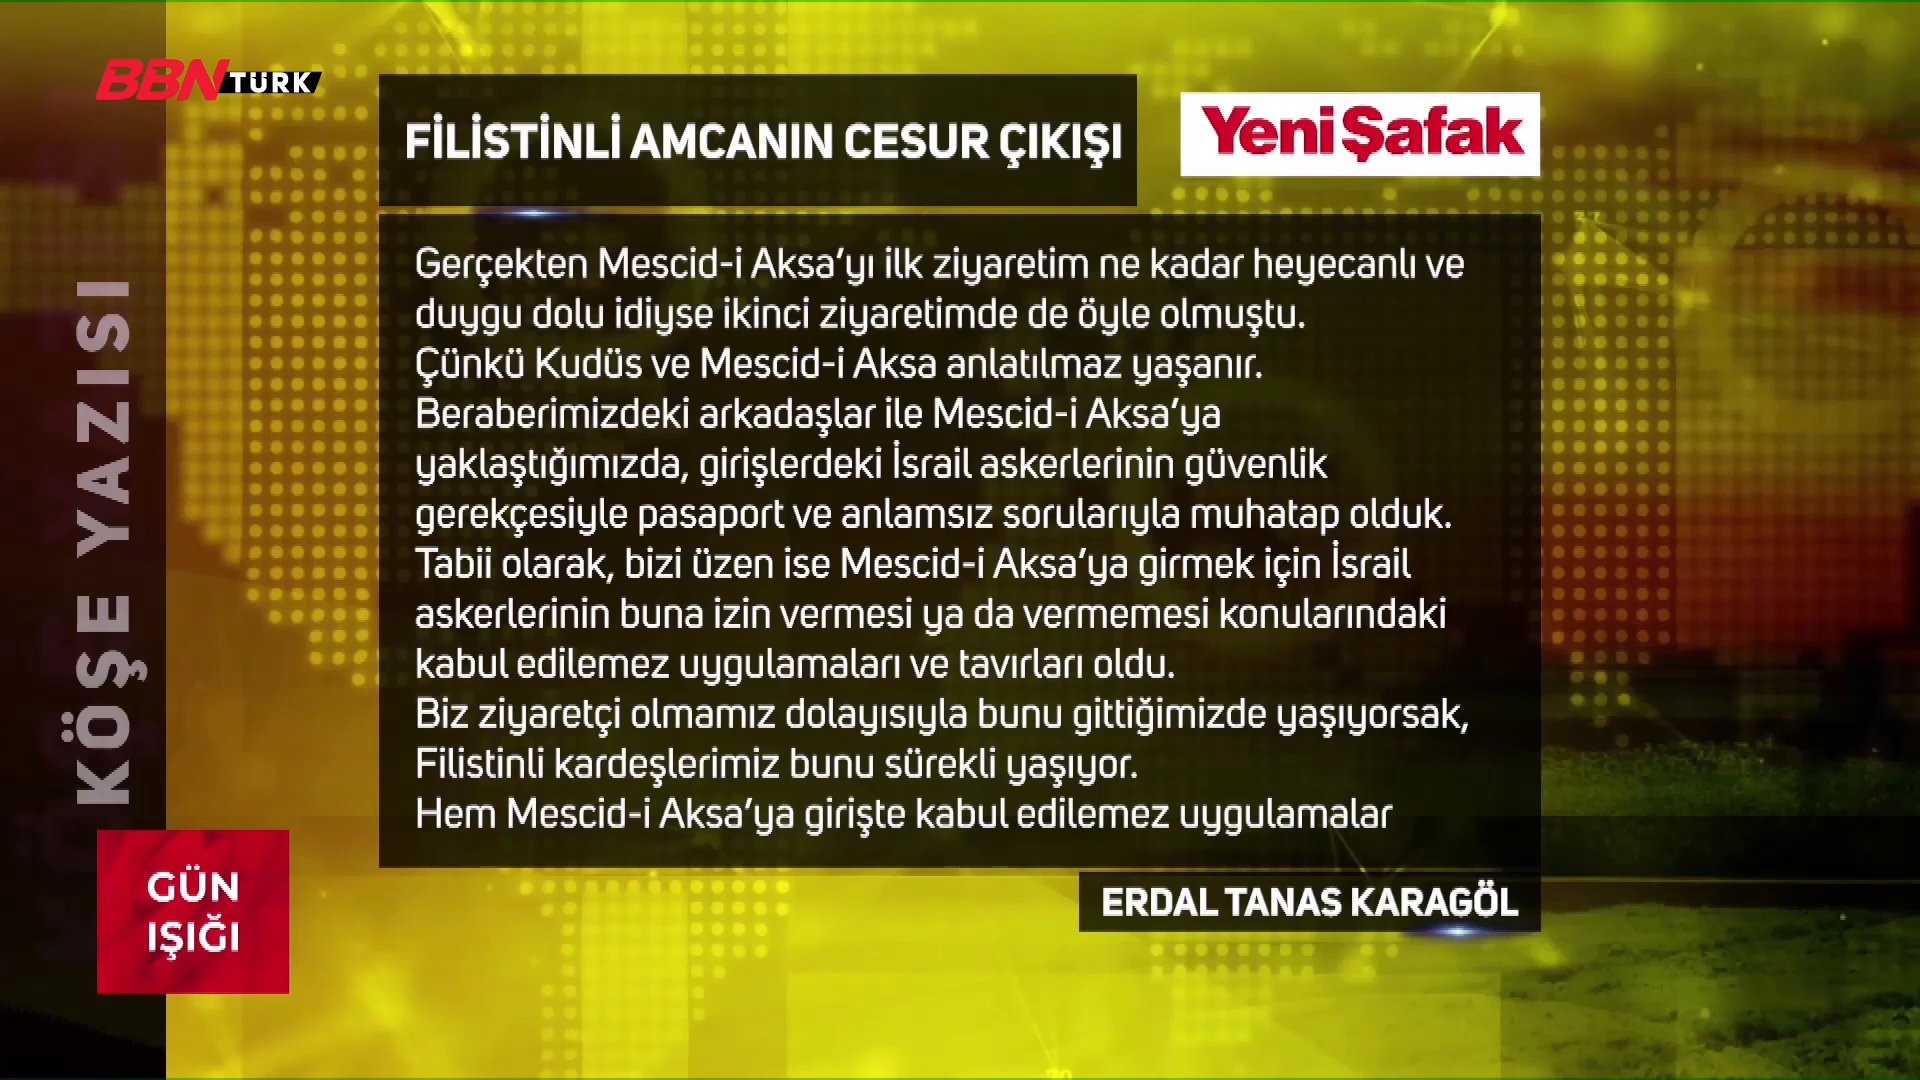 BBN TÜRK
FİLİSTİNLİ AMCANIN CESUR ÇIKIŞI
Yeni Şafak
KÖŞE YAZISI
Gerçekten Mescid-i Aksa'yı ilk ziyaretim ne kadar heyecanlı ve
duygu dolu idiyse ikinci ziyaretimde de öyle olmuştu.
Çünkü Kudüs ve Mescid-i Aksa anlatılmaz yaşanır.
Beraberimizdeki arkadaşlar ile Mescid-i Aksa'ya
yaklaştığımızda, girişlerdeki İsrail askerlerinin güvenlik
gerekçesiyle pasaport ve anlamsız sorularıyla muhatap olduk.
Tabii olarak, bizi üzen ise Mescid-i Aksa'ya girmek için İsrail
askerlerinin buna izin vermesi ya da vermemesi konularındaki
kabul edilemez uygulamaları ve tavırları oldu.
Biz ziyaretçi olmamız dolayısıyla bunu gittiğimizde yaşıyorsak,
Filistinli kardeşlerimiz bunu sürekli yaşıyor.
Hem Mescid-i Aksa'ya girişte kabul edilemez uygulamalar
ERDAL TANAS KARAGÖL
GÜN
IŞIĞI